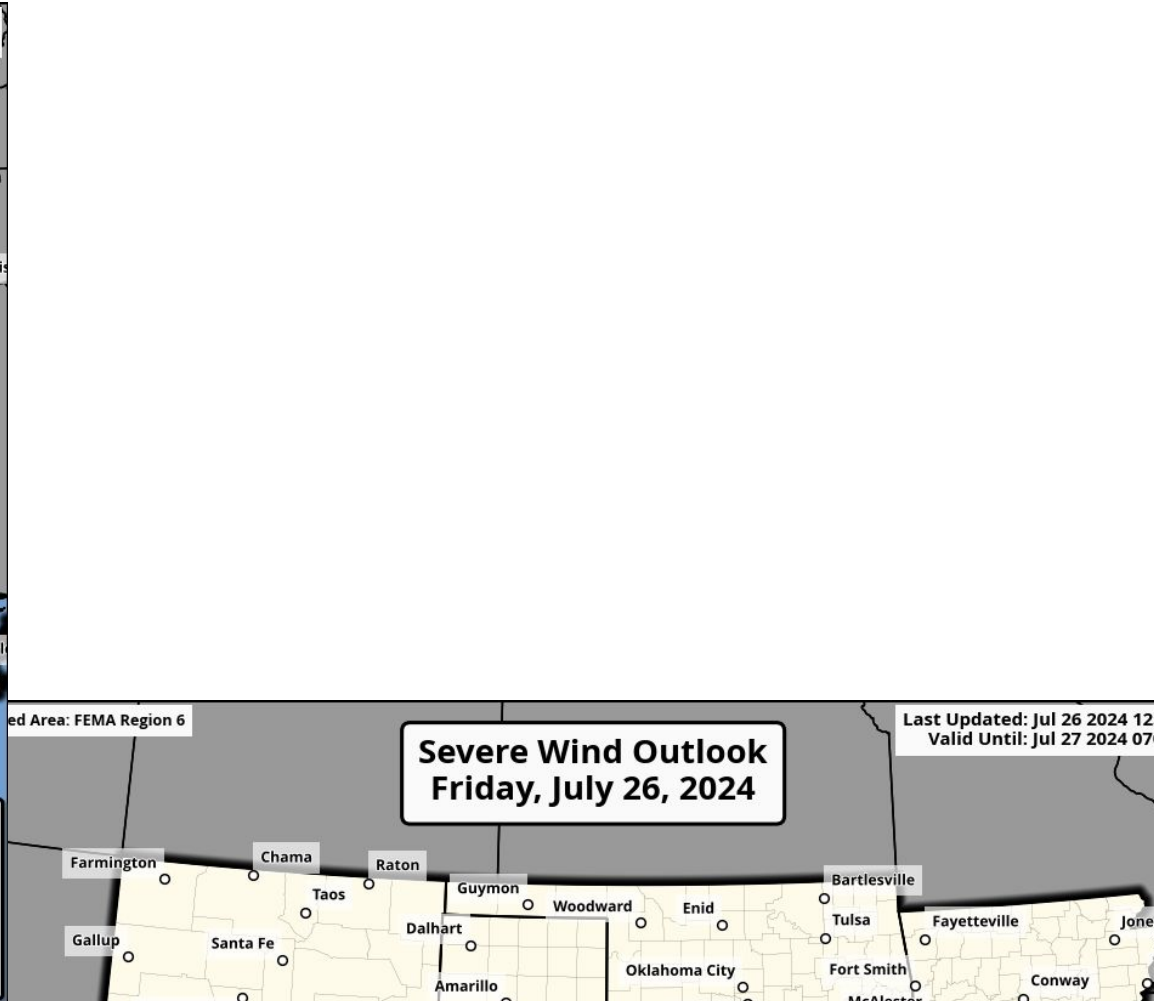 ed Area: FEMA Region 6
Severe Wind Outlook
Friday, July 26, 2024
Last Updated: Jul 26 2024 12
Valid Until: Jul 27 2024 07
Farmington
Chama
Raton
Taos
Guymon
Woodward
Enid
Bartlesville
Tulsa
Fayetteville
Jone
Gallup
Santa Fe
Dalhart
Amarillo
Oklahoma City
Fort Smith
McAlester
Conway